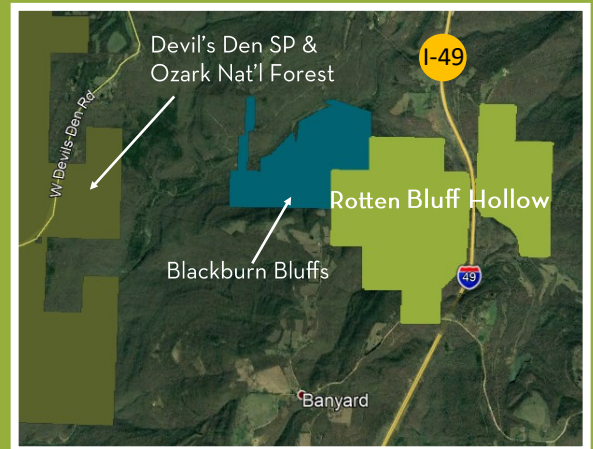 Devil's Den SP &
Ozark Nat'l Forest
I-49
W-Devils-Den-Rd
Rotten Bluff Hollow
Blackburn Bluffs
49
Banyard